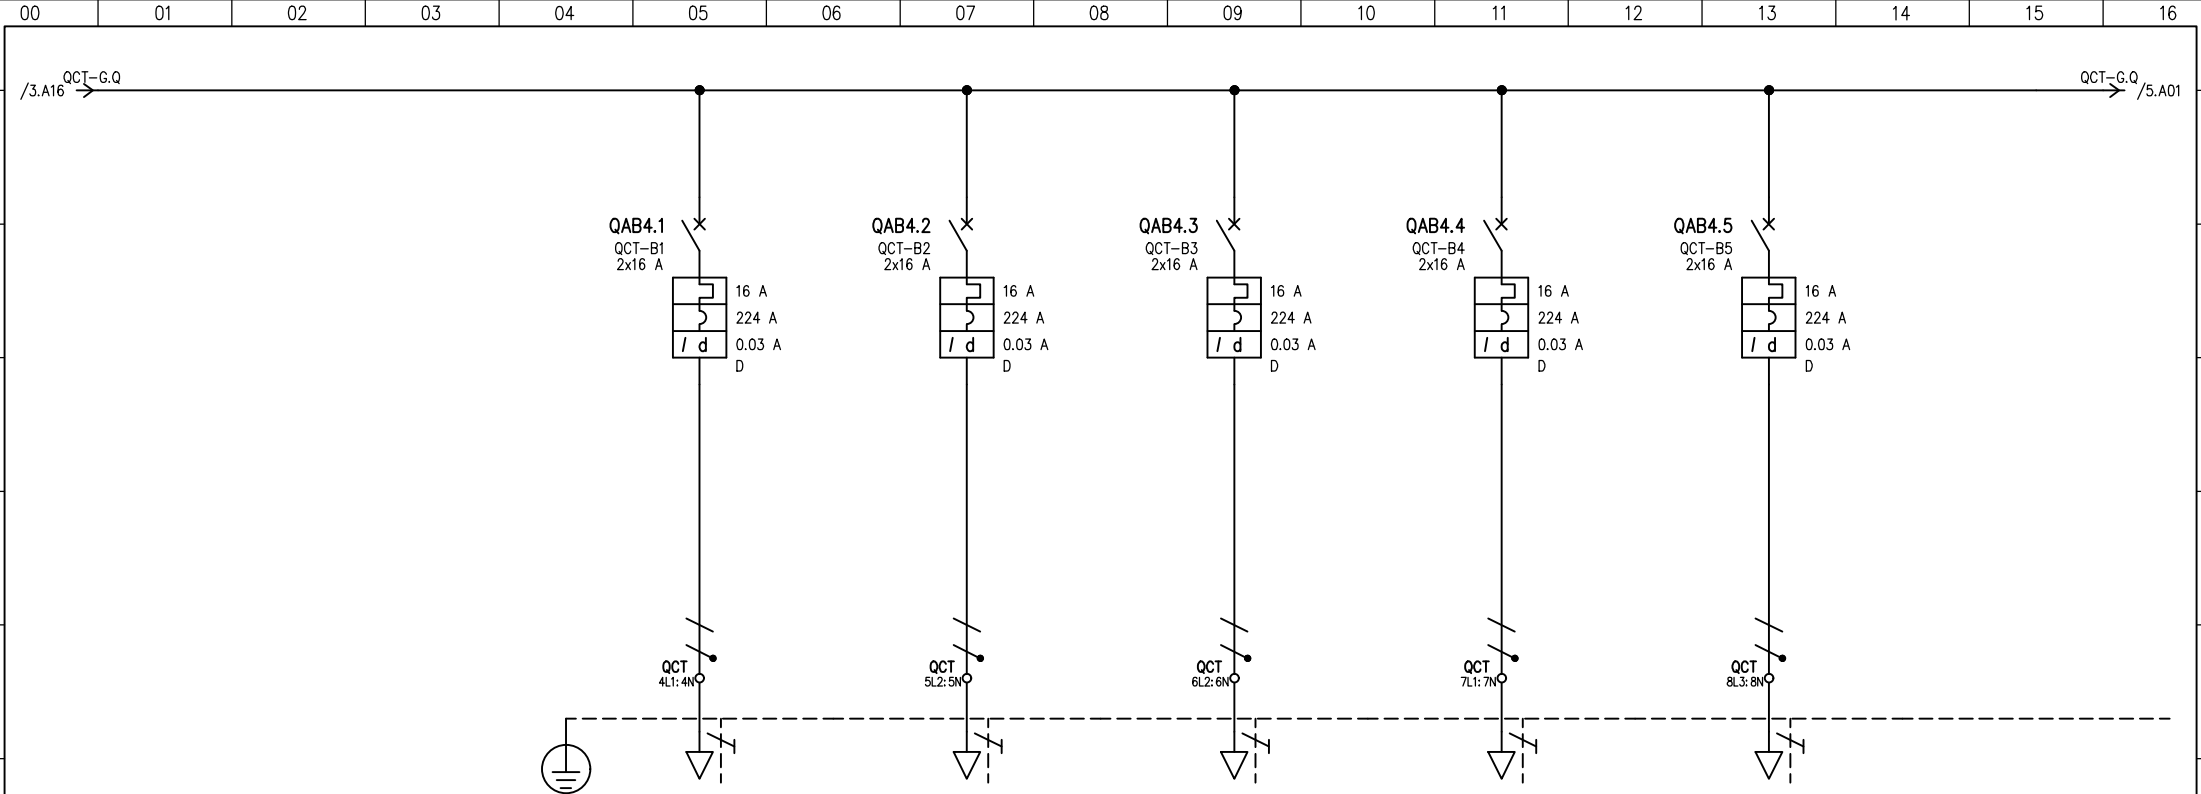 00 01 02 03 04 05 06 07 08 09 10 11 12 13 14 15 16
QCT-G.Q QCT-G.Q
/3.A16 /5.A01
QAB4.1 QAB4.2 QAB4.3 QAB4.4 QAB4.5
QCT-B1 QCT-B2 QCT-B3 QCT-B4 QCT-B5
2x16 A 2x16 A 2x16 A 2x16 A 2x16 A
16 A 16 A 16 A 16 A 16 A
224 A 224 A 224 A 224 A 224 A
I d 0.03 A I d 0.03 A I d 0.03 A I d 0.03 A I d 0.03 A
D D D D D
QCT QCT QCT QCT QCT
4L1:4N 5L2:5N 6L2:6N 7L1:7N 8L3:8N